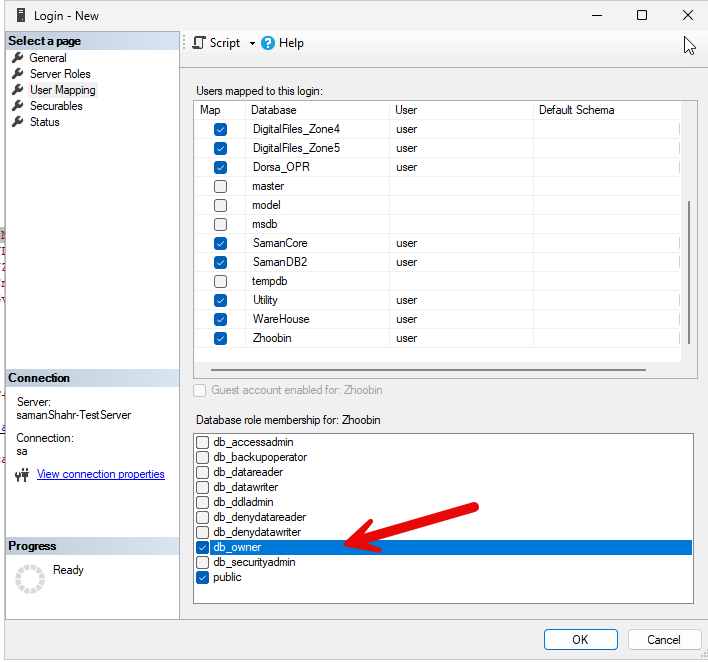 Login - New
Select a page
General
Server Roles
User Mapping
Securables
Status
Script
Help
Users mapped to this login:
Map Database User Default Schema
DigitalFiles_Zone4 user
DigitalFiles_Zone5 user
Dorsa_OPR user
master
model
msdb
SamanCore user
SamanDB2 user
tempdb
Utility user
WareHouse user
Zhoobin user
Guest account enabled for: Zhoobin
Database role membership for: Zhoobin
db_accessadmin
db_backupoperator
db_datareader
db_datawriter
db_ddladmin
db_denydatareader
db_denydatawriter
db_owner
db_securityadmin
public
Connection
Server:
samanShahr-TestServer
Connection:
sa
View connection properties
Progress
Ready
OK
Cancel